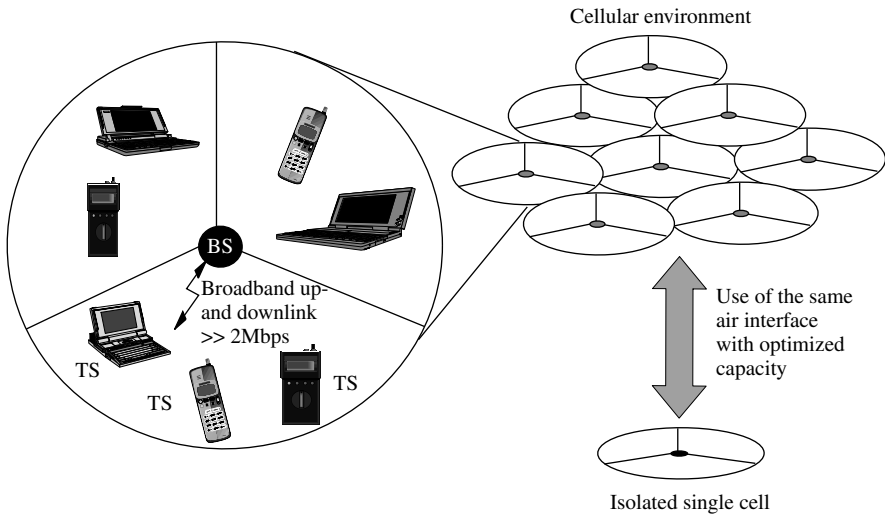 Cellular environment
BS
Broadband up-
and downlink
>> 2Mbps
TS
TS
TS
Use of the same
air interface
with optimized
capacity
Isolated single cell